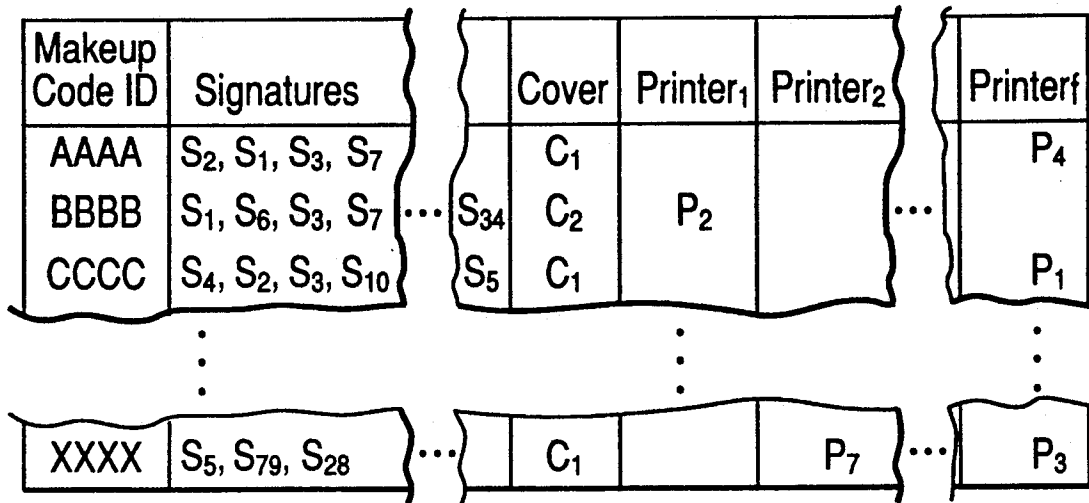 Makeup Code ID Signatures Cover Printer₁ Printer₂ Printerf
AAAA S₂, S₁, S₃, S₇ C₁ P₄
BBBB S₁, S₆, S₃, S₇ ... S₃₄ C₂ P₂ ...
CCCC S₄, S₂, S₃, S₁₀ S₅ C₁ P₁
XXXX S₅, S₇₉, S₂₈ ... C₁ P₇ ... P₃